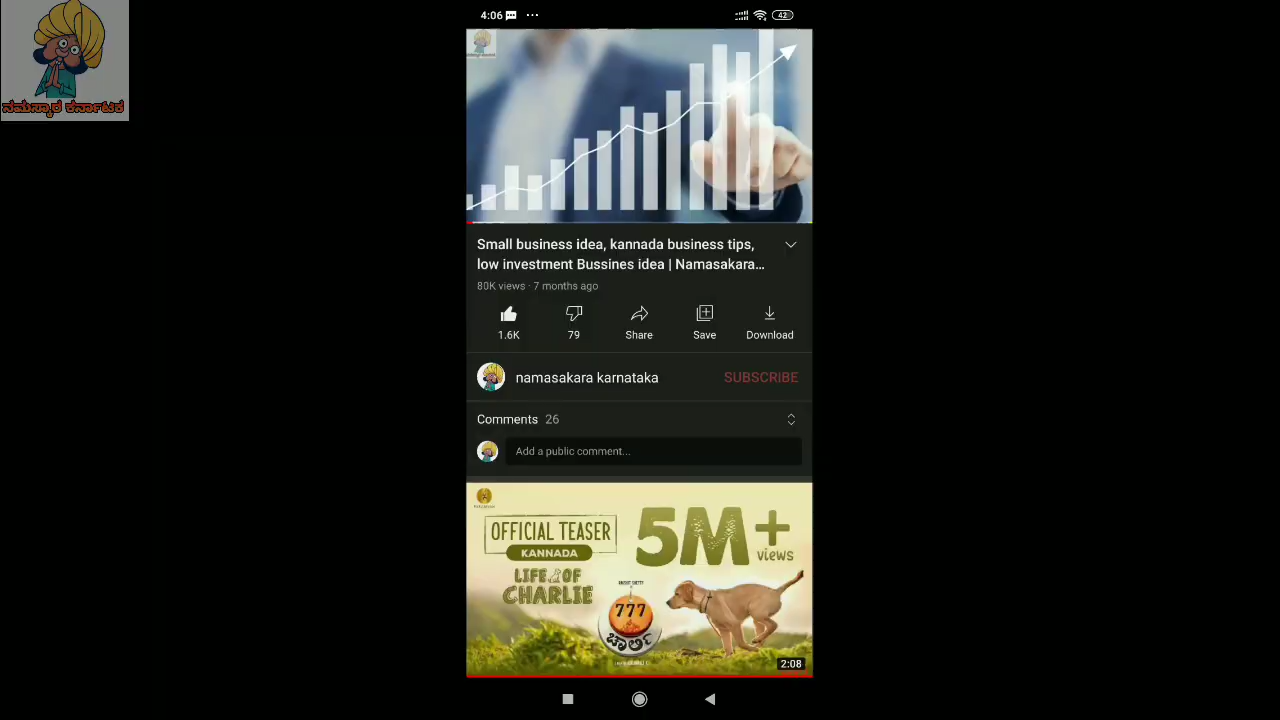 ನಮಸ್ಕಾರ ಕರ್ನಾಟಕ
4:06
42
Small business idea, kannada business tips,
low investment Bussines idea | Namasakara...
80K views · 7 months ago
1.6K
79
Share
Save
Download
namasakara karnataka
SUBSCRIBE
Comments 26
Add a public comment...
OFFICIAL TEASER
KANNADA
LIFE OF
CHARLIE
5M+
views
777
ಚಾರ್ಲಿ
2:08